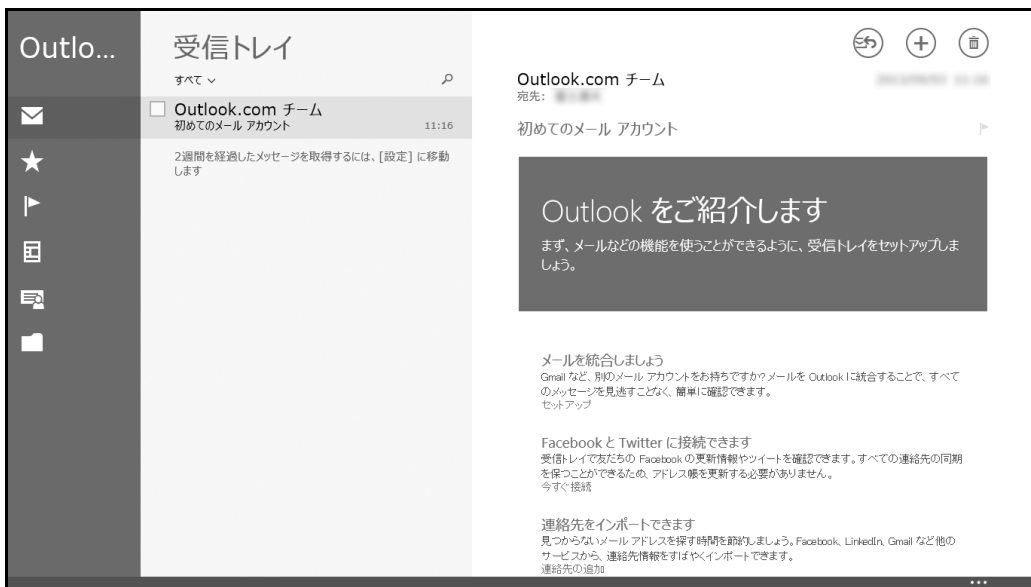 Outlo...
受信トレイ
すべて
Outlook.com チーム
初めてのメール アカウント
11:16
2週間を経過したメッセージを取得するには、[設定] に移動
します
Outlook.com チーム
宛先:
初めてのメール アカウント
Outlook をご紹介します
まず、メールなどの機能を使うことができるように、受信トレイをセットアップしま
しょう。
メールを統合しましょう
Gmail など、別のメール アカウントをお持ちですか? メールを Outlook に統合することで、すべて
のメッセージを見逃すことなく、簡単に確認できます。
セットアップ
Facebook と Twitter に接続できます
受信トレイで友だちの Facebook の更新情報やツイートを確認できます。すべての連絡先の同期
を保つことができるため、アドレス帳を更新する必要がありません。
今すぐ接続
連絡先をインポートできます
見つからないメール アドレスを探す時間を節約しましょう。Facebook、LinkedIn、Gmail など他の
サービスから、連絡先情報をすばやくインポートできます。
連絡先の追加